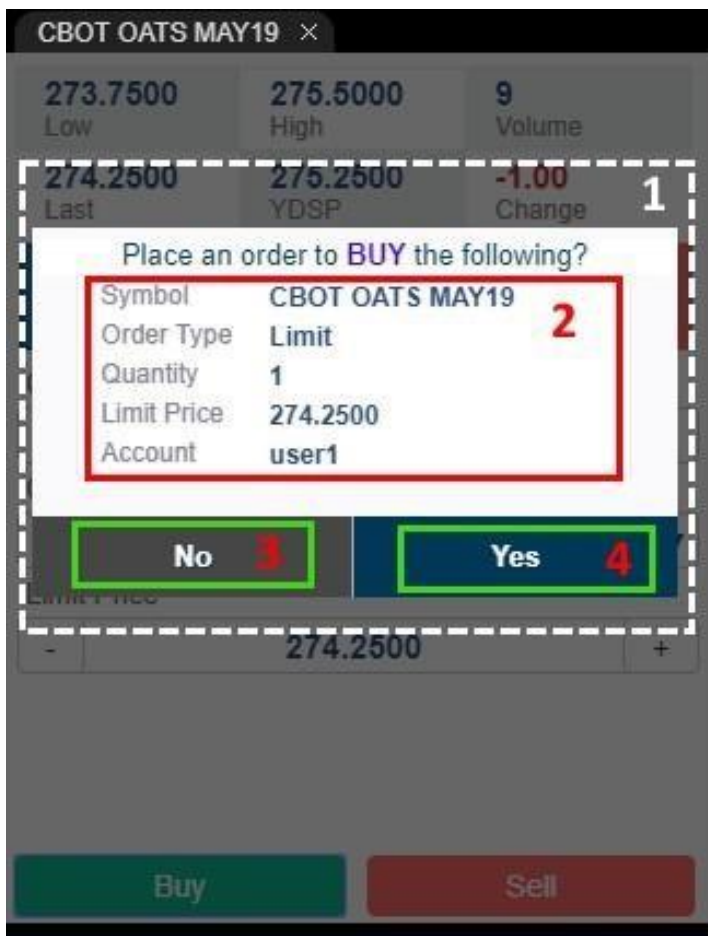 CBOT OATS MAY19 ×
273.7500 275.5000 9
Low High Volume
274.2500 275.2500 -1.00
Last YDSP Change
1
Place an order to BUY the following?
Symbol CBOT OATS MAY19
2
Order Type Limit
Quantity 1
Limit Price 274.2500
Account user1
No 3 Yes 4
Limit Price
- 274.2500 +
Buy Sell